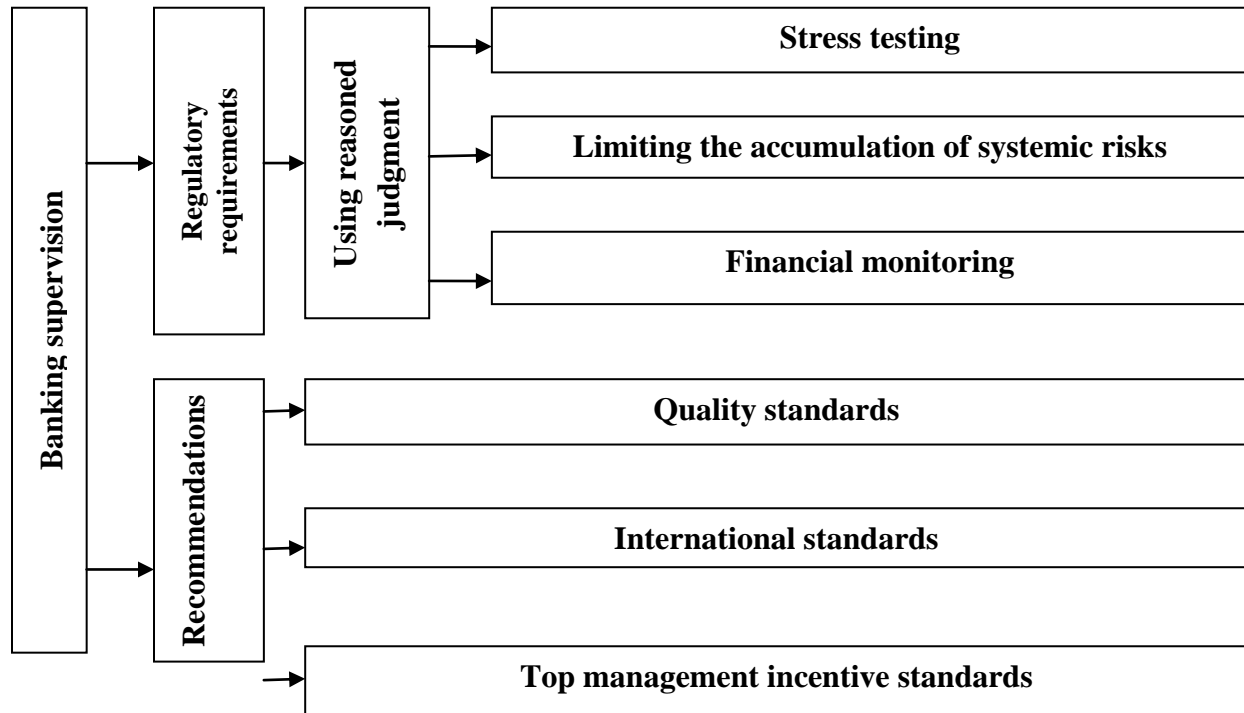 Banking supervision
Regulatory
requirements
Using reasoned
judgment
Stress testing
Limiting the accumulation of systemic risks
Financial monitoring
Recommendations
Quality standards
International standards
Top management incentive standards